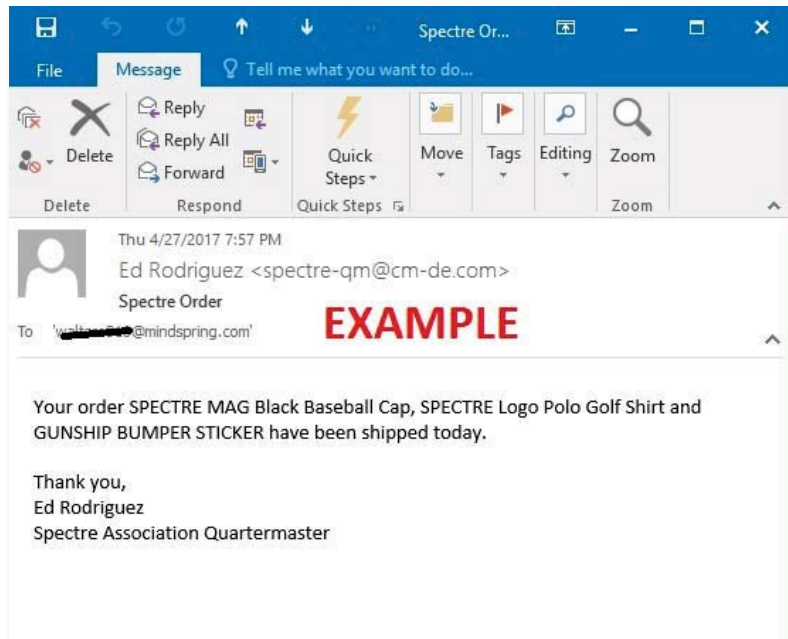 Spectre Or...
File Message Tell me what you want to do...
Delete
Reply
Reply All
Forward
Quick Steps
Move
Tags
Editing
Zoom
Delete Respond Quick Steps Zoom
Thu 4/27/2017 7:57 PM
Ed Rodriguez <spectre-qm@cm-de.com>
Spectre Order
To @mindspring.com'
EXAMPLE
Your order SPECTRE MAG Black Baseball Cap, SPECTRE Logo Polo Golf Shirt and
GUNSHIP BUMPER STICKER have been shipped today.
Thank you,
Ed Rodriguez
Spectre Association Quartermaster